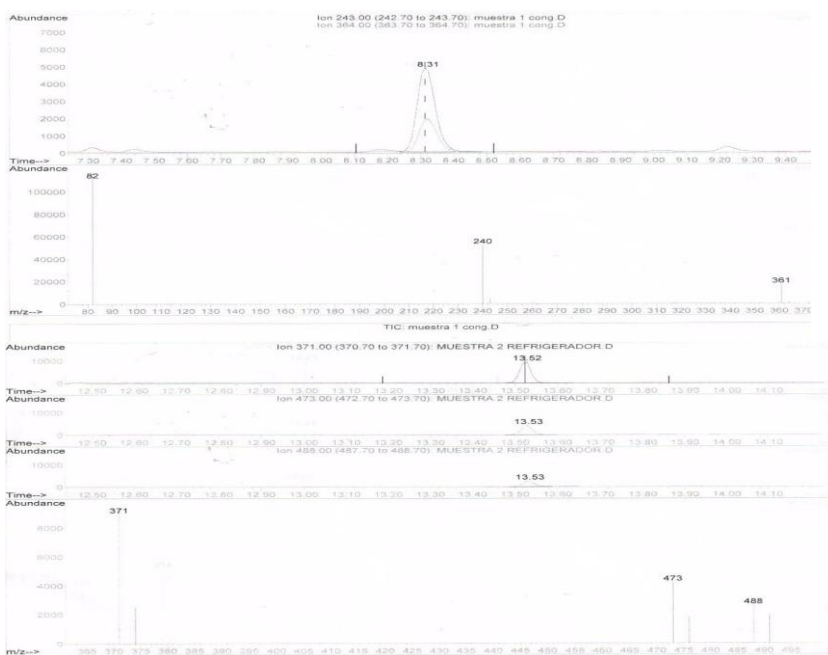 Abundance
Ion 243.00 (242.70 to 243.70): muestra 1 cong.D
Ion 364.00 (363.70 to 364.70): muestra 1 cong.D
7000
6000
5000
4000
3000
2000
1000
0
8.31
Time--> 7.30 7.40 7.50 7.60 7.70 7.80 7.90 8.00 8.10 8.20 8.30 8.40 8.50 8.60 8.70 8.80 8.90 9.00 9.10 9.20 9.30 9.40
Abundance
82
100000
80000
60000
40000
20000
0
240
361
m/z--> 80 90 100 110 120 130 140 150 160 170 180 190 200 210 220 230 240 250 260 270 280 290 300 310 320 330 340 350 360 370
TIC: muestra 1 cong.D
Abundance
Ion 371.00 (370.70 to 371.70): MUESTRA 2 REFRIGERADOR.D
10000
13.52
0
Time--> 12.50 12.60 12.70 12.80 12.90 13.00 13.10 13.20 13.30 13.40 13.50 13.60 13.70 13.80 13.90 14.00 14.10
Abundance
Ion 473.00 (472.70 to 473.70): MUESTRA 2 REFRIGERADOR.D
10000
13.53
0
Time--> 12.50 12.60 12.70 12.80 12.90 13.00 13.10 13.20 13.30 13.40 13.50 13.60 13.70 13.80 13.90 14.00 14.10
Abundance
Ion 488.00 (487.70 to 488.70): MUESTRA 2 REFRIGERADOR.D
10000
13.53
0
Time--> 12.50 12.60 12.70 12.80 12.90 13.00 13.10 13.20 13.30 13.40 13.50 13.60 13.70 13.80 13.90 14.00 14.10
Abundance
371
8000
6000
4000
2000
0
473
488
m/z--> 365 370 375 380 385 390 395 400 405 410 415 420 425 430 435 440 445 450 455 460 465 470 475 480 485 490 495